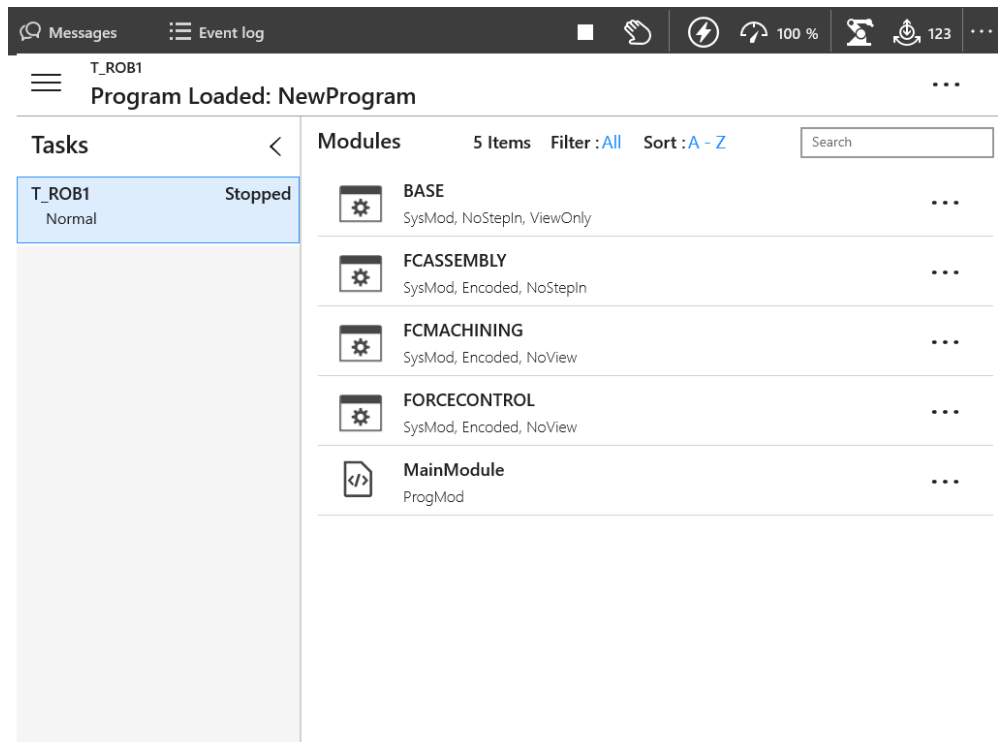 Messages
Event log
100 %
123
T_ROB1
Program Loaded: NewProgram
Tasks
T_ROB1 Stopped
Normal
Modules 5 Items Filter : All Sort : A - Z Search
BASE
SysMod, NoStepIn, ViewOnly
FCASSEMBLY
SysMod, Encoded, NoStepIn
FCMACHINING
SysMod, Encoded, NoView
FORCECONTROL
SysMod, Encoded, NoView
MainModule
ProgMod